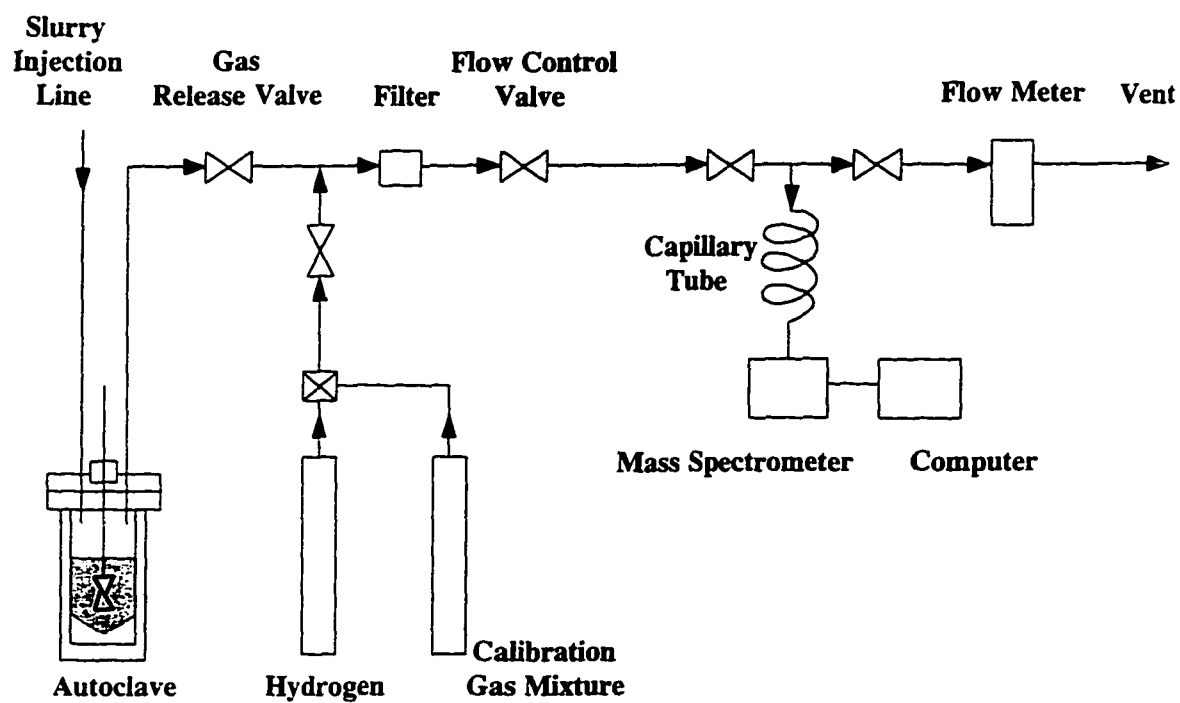 Slurry
Injection
Line
Gas
Release Valve
Filter
Flow Control
Valve
Flow Meter
Vent
Capillary
Tube
Mass Spectrometer
Computer
Autoclave
Hydrogen
Calibration
Gas Mixture